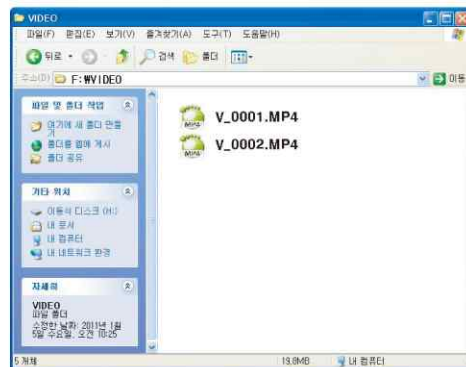 VIDEO
파일(F) 편집(E) 보기(V) 즐겨찾기(A) 도구(T) 도움말(H)
뒤로 검색 폴더
주소(D) F:\VIDEO 이동
파일 및 폴더 작업
여기에 새 폴더 만들기
폴더를 웹에 게시
폴더 공유
기타 위치
이동식 디스크 (H:)
내 문서
내 컴퓨터
내 네트워크 환경
자세히
VIDEO
파일 폴더
수정한 날짜: 2011년 1월
5일 수요일, 오전 10:25
MP4 V_0001.MP4
MP4 V_0002.MP4
5 개체 19.8MB 내 컴퓨터